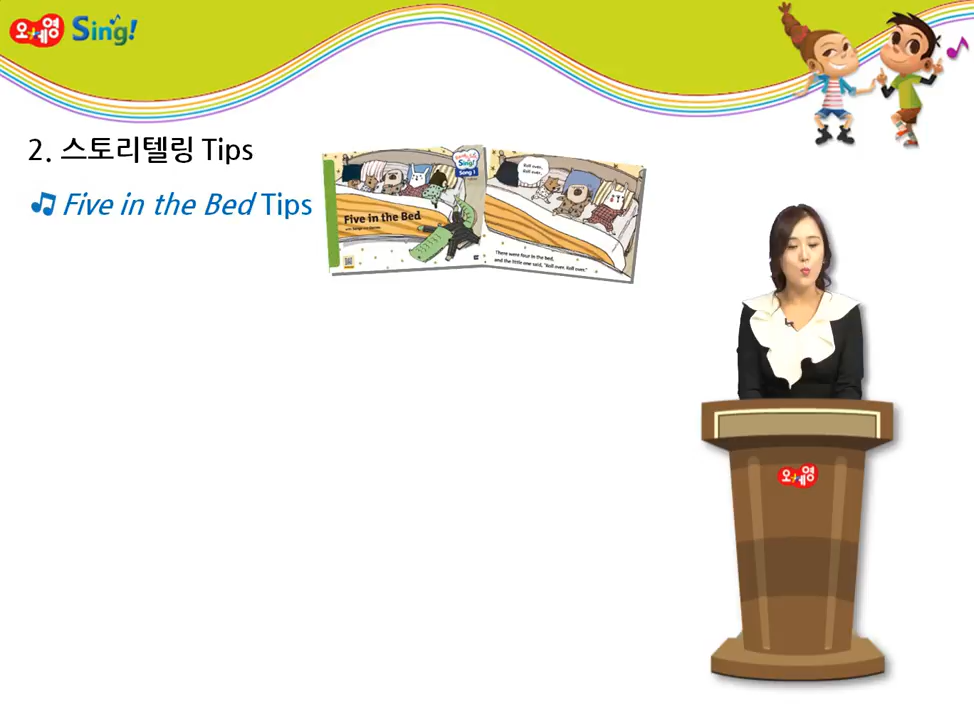 오세영 Sing!
2. 스토리텔링 Tips
Five in the Bed Tips
Sing!
Song 1
Five in the Bed
Roll over,
Roll over.
There were four in the bed,
and the little one said, "Roll over. Roll over."
오세영